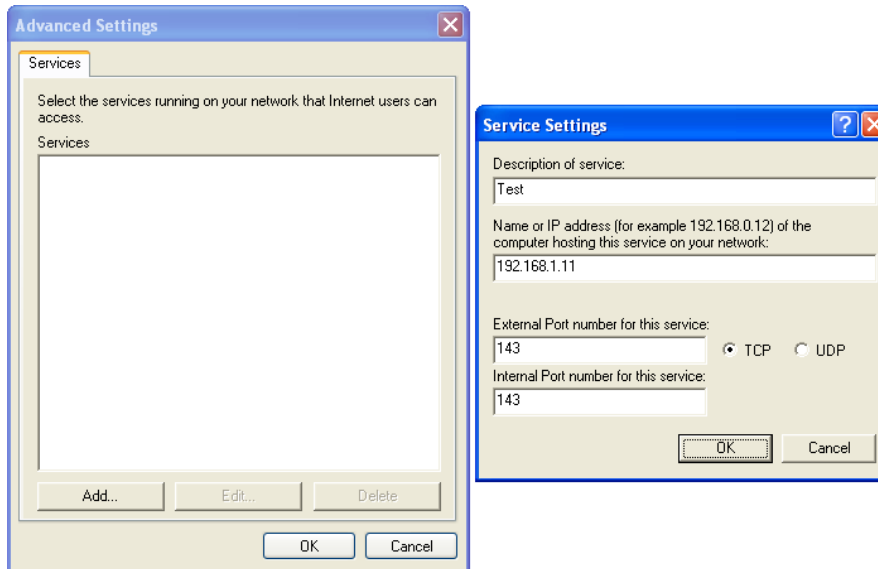 Advanced Settings
Services
Select the services running on your network that Internet users can
access.
Services
Add...
Edit...
Delete
OK
Cancel
Service Settings
Description of service:
Test
Name or IP address (for example 192.168.0.12) of the
computer hosting this service on your network:
192.168.1.11
External Port number for this service:
143
TCP
UDP
Internal Port number for this service:
143
OK
Cancel